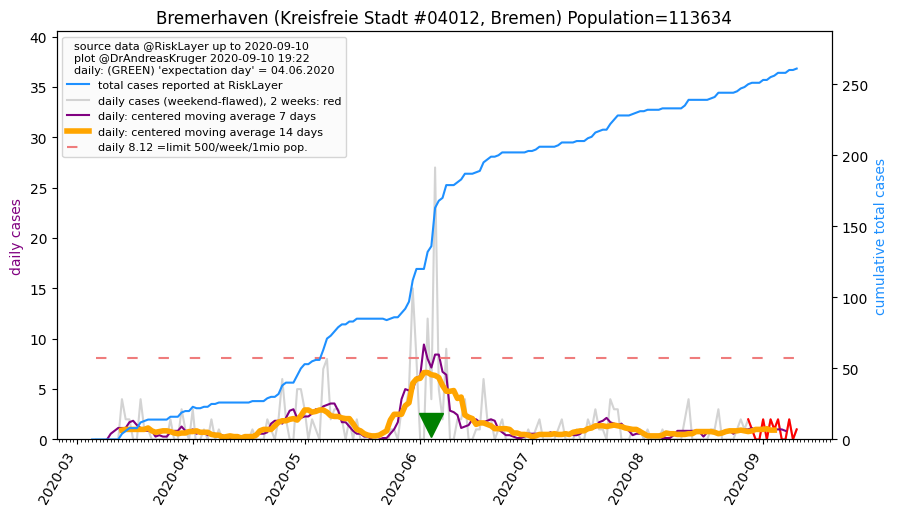 Bremerhaven (Kreisfreie Stadt #04012, Bremen) Population=113634
source data @RiskLayer up to 2020-09-10
plot @DrAndreasKruger 2020-09-10 19:22
daily: (GREEN) 'expectation day' = 04.06.2020
total cases reported at RiskLayer
daily cases (weekend-flawed), 2 weeks: red
daily: centered moving average 7 days
daily: centered moving average 14 days
daily 8.12 =limit 500/week/1mio pop.
daily cases
40
35
30
25
20
15
10
5
0
cumulative total cases
250
200
150
100
50
0
2020-03
2020-04
2020-05
2020-06
2020-07
2020-08
2020-09